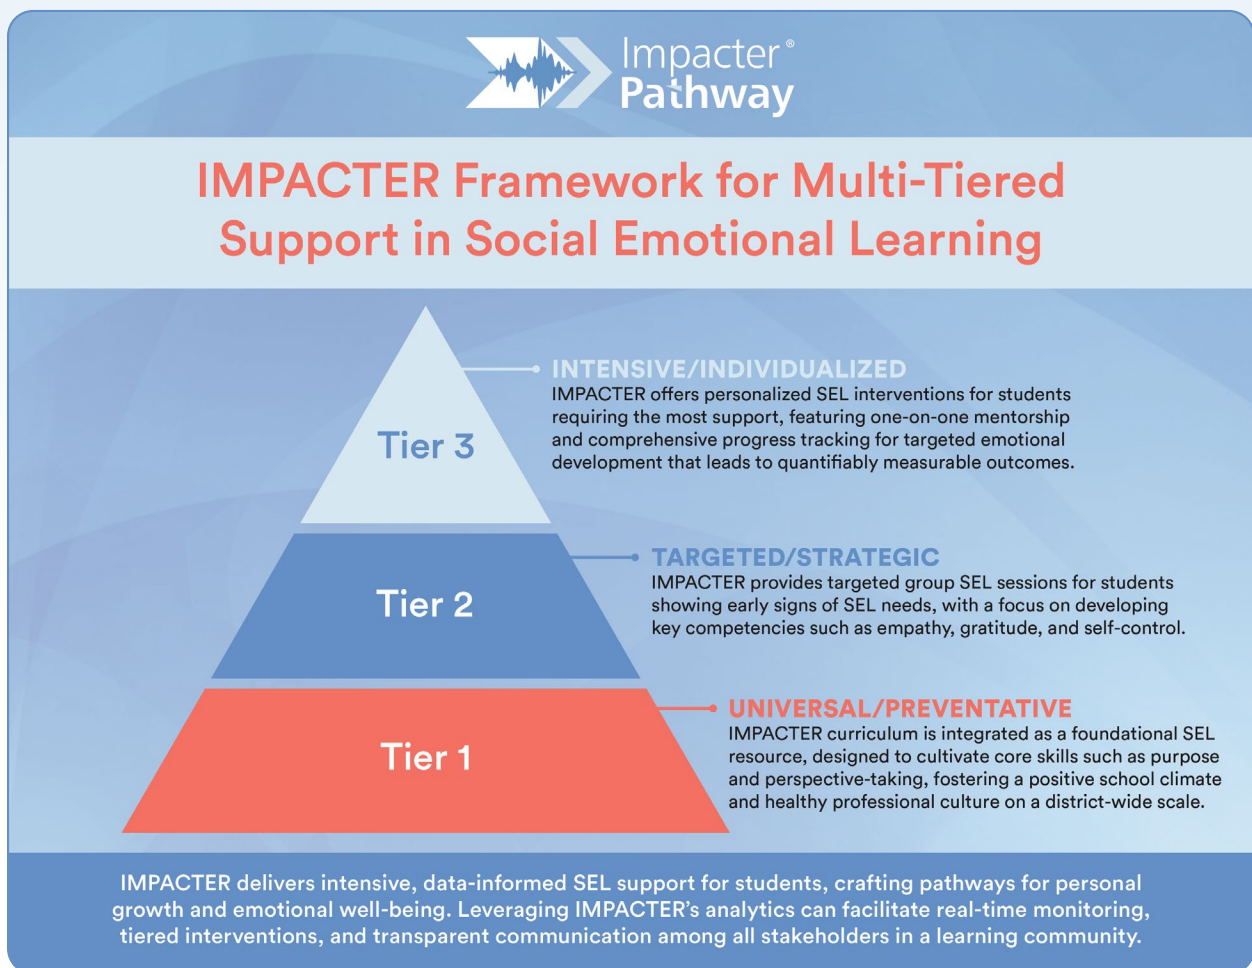 Impacter®
Pathway
IMPACTER Framework for Multi-Tiered
Support in Social Emotional Learning
Tier 3
INTENSIVE/INDIVIDUALIZED
IMPACTER offers personalized SEL interventions for students
requiring the most support, featuring one-on-one mentorship
and comprehensive progress tracking for targeted emotional
development that leads to quantifiably measurable outcomes.
Tier 2
TARGETED/STRATEGIC
IMPACTER provides targeted group SEL sessions for students
showing early signs of SEL needs, with a focus on developing
key competencies such as empathy, gratitude, and self-control.
Tier 1
UNIVERSAL/PREVENTATIVE
IMPACTER curriculum is integrated as a foundational SEL
resource, designed to cultivate core skills such as purpose
and perspective-taking, fostering a positive school climate
and healthy professional culture on a district-wide scale.
IMPACTER delivers intensive, data-informed SEL support for students, crafting pathways for personal
growth and emotional well-being. Leveraging IMPACTER's analytics can facilitate real-time monitoring,
tiered interventions, and transparent communication among all stakeholders in a learning community.